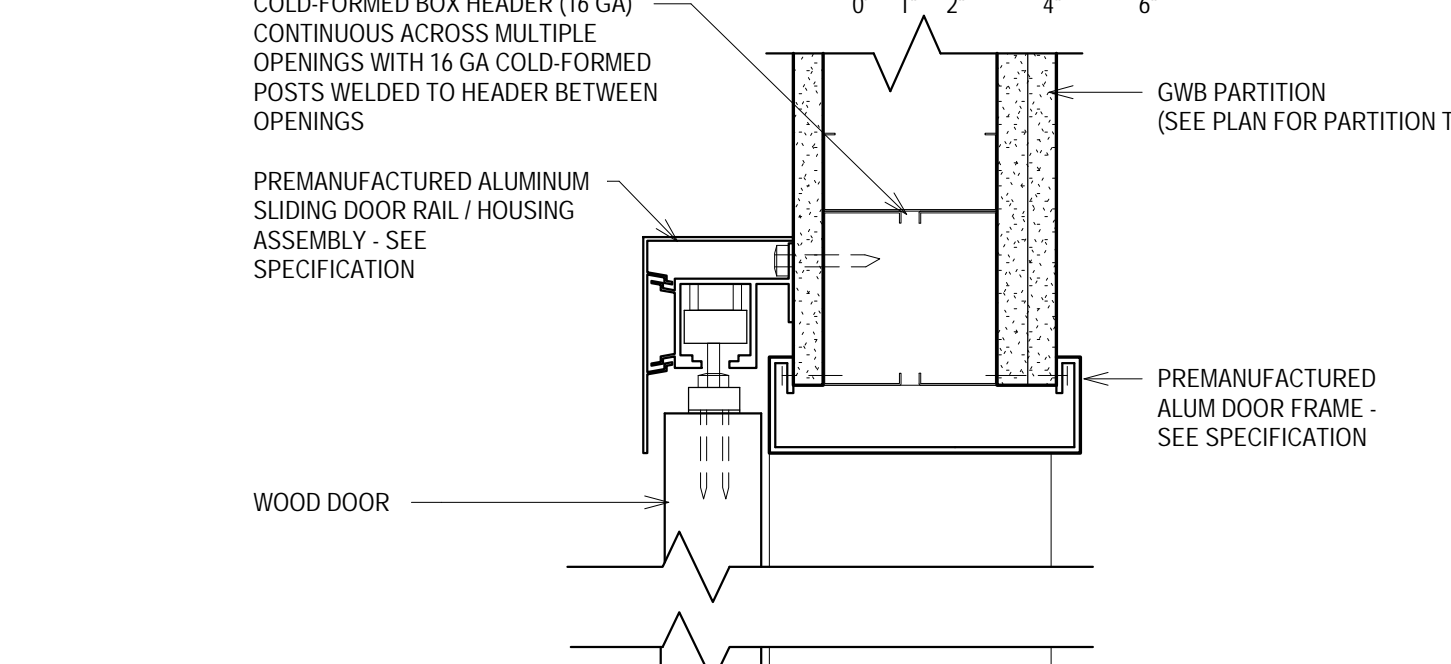 COLD-FORMED BOX HEADER (16 GA)
CONTINUOUS ACROSS MULTIPLE
OPENINGS WITH 16 GA COLD-FORMED
POSTS WELDED TO HEADER BETWEEN
OPENINGS
0 1" 2" 4" 6"
GWB PARTITION
(SEE PLAN FOR PARTITION T
PREMANUFACTURED ALUMINUM
SLIDING DOOR RAIL / HOUSING
ASSEMBLY - SEE
SPECIFICATION
PREMANUFACTURED
ALUM DOOR FRAME -
SEE SPECIFICATION
WOOD DOOR